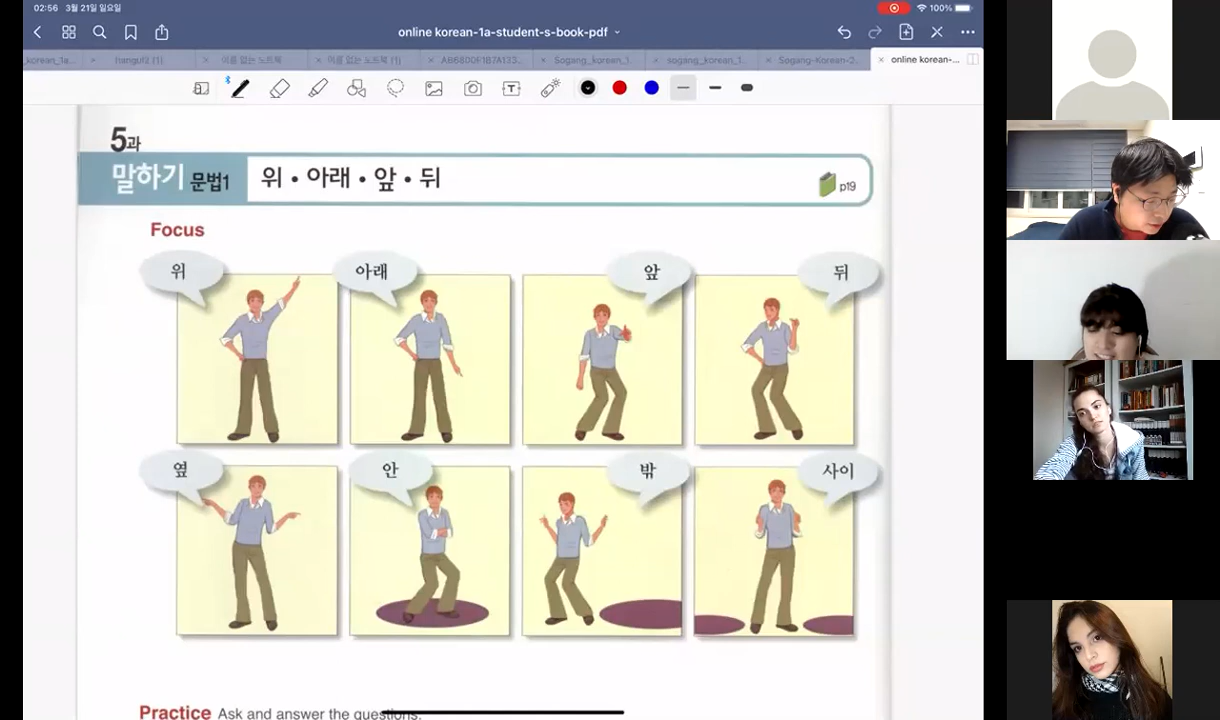 02:56 3월 21일 일요일
100%
online korean-1a-student-s-book-pdf
_korean_1a... hangul2 (1) 이름 없는 노트북 이름 없는 노트북 (1) Sogang_korean_1... sogang_korean_1... Sogang-Korean-2... online korean-...
5과
말하기 문법1 위 • 아래 • 앞 • 뒤
p19
Focus
위 아래 앞 뒤
옆 안 밖 사이
Practice Ask and answer the questions.